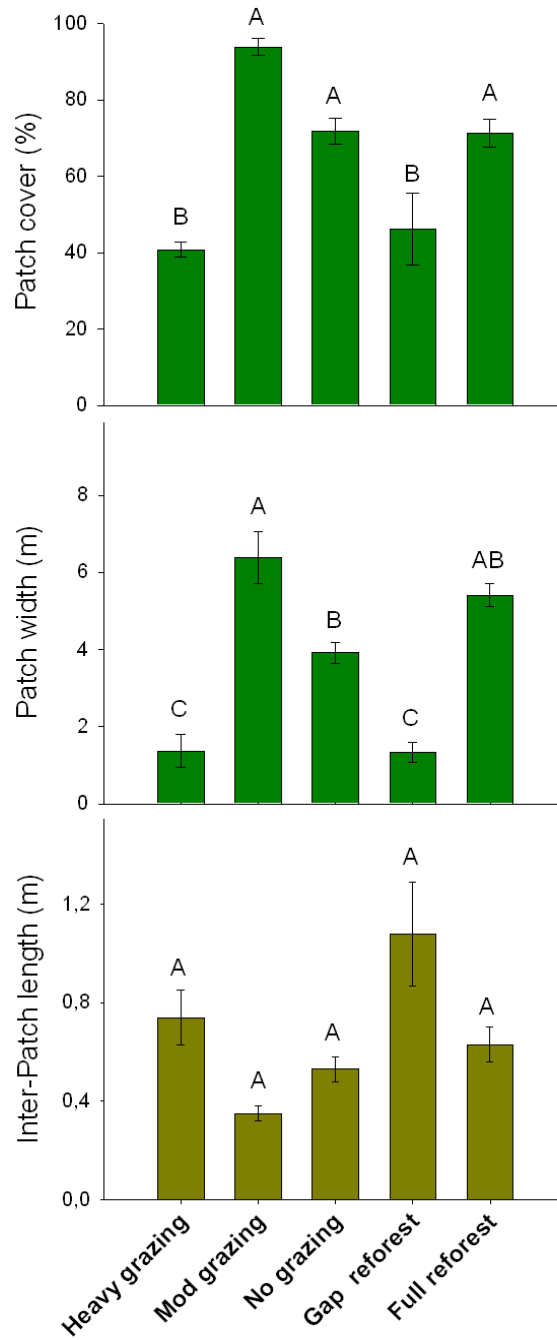 Patch cover (%)
100
80
60
40
20
0
B
A
A
B
A
Patch width (m)
8
6
4
2
0
C
A
B
C
AB
Inter-Patch length (m)
1,2
0,8
0,4
0,0
A
A
A
A
A
Heavy grazing
Mod grazing
No grazing
Gap reforest
Full reforest